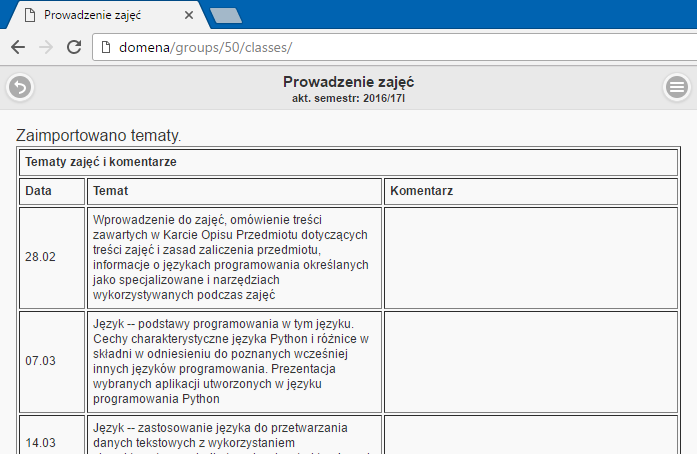 Prowadzenie zajęć
domena/groups/50/classes/
Prowadzenie zajęć
akt. semestr: 2016/17l
Zaimportowano tematy.
Tematy zajęć i komentarze
Data Temat Komentarz
28.02
Wprowadzenie do zajęć, omówienie treści
zawartych w Karcie Opisu Przedmiotu dotyczących
treści zajęć i zasad zaliczenia przedmiotu,
informacje o językach programowania określanych
jako specjalizowane i narzędziach
wykorzystywanych podczas zajęć
07.03
Język -- podstawy programowania w tym języku.
Cechy charakterystyczne języka Python i różnice w
składni w odniesieniu do poznanych wcześniej
innych języków programowania. Prezentacja
wybranych aplikacji utworzonych w języku
programowania Python
14.03
Język -- zastosowanie języka do przetwarzania
danych tekstowych z wykorzystaniem